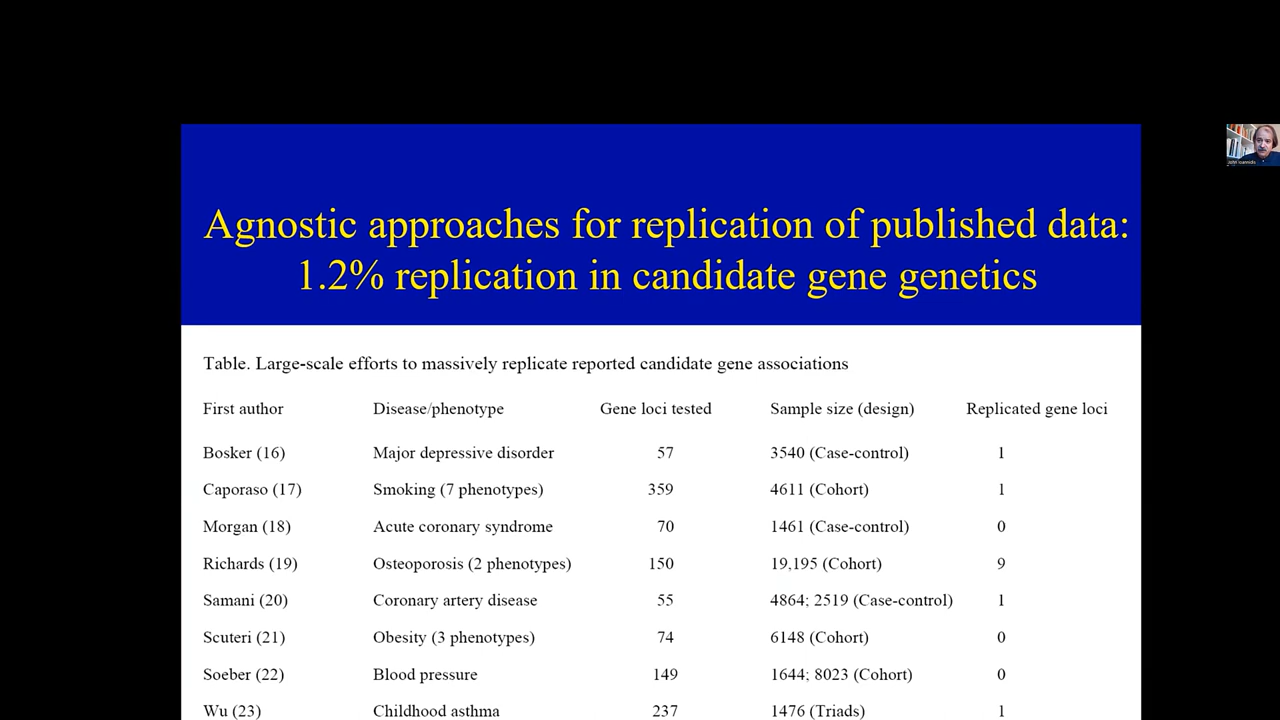 Agnostic approaches for replication of published data:
1.2% replication in candidate gene genetics
Table. Large-scale efforts to massively replicate reported candidate gene associations
First author Disease/phenotype Gene loci tested Sample size (design) Replicated gene loci
Bosker (16) Major depressive disorder 57 3540 (Case-control) 1
Caporaso (17) Smoking (7 phenotypes) 359 4611 (Cohort) 1
Morgan (18) Acute coronary syndrome 70 1461 (Case-control) 0
Richards (19) Osteoporosis (2 phenotypes) 150 19,195 (Cohort) 9
Samani (20) Coronary artery disease 55 4864; 2519 (Case-control) 1
Scuteri (21) Obesity (3 phenotypes) 74 6148 (Cohort) 0
Soeber (22) Blood pressure 149 1644; 8023 (Cohort) 0
Wu (23) Childhood asthma 237 1476 (Triads) 1
John Ioannidis